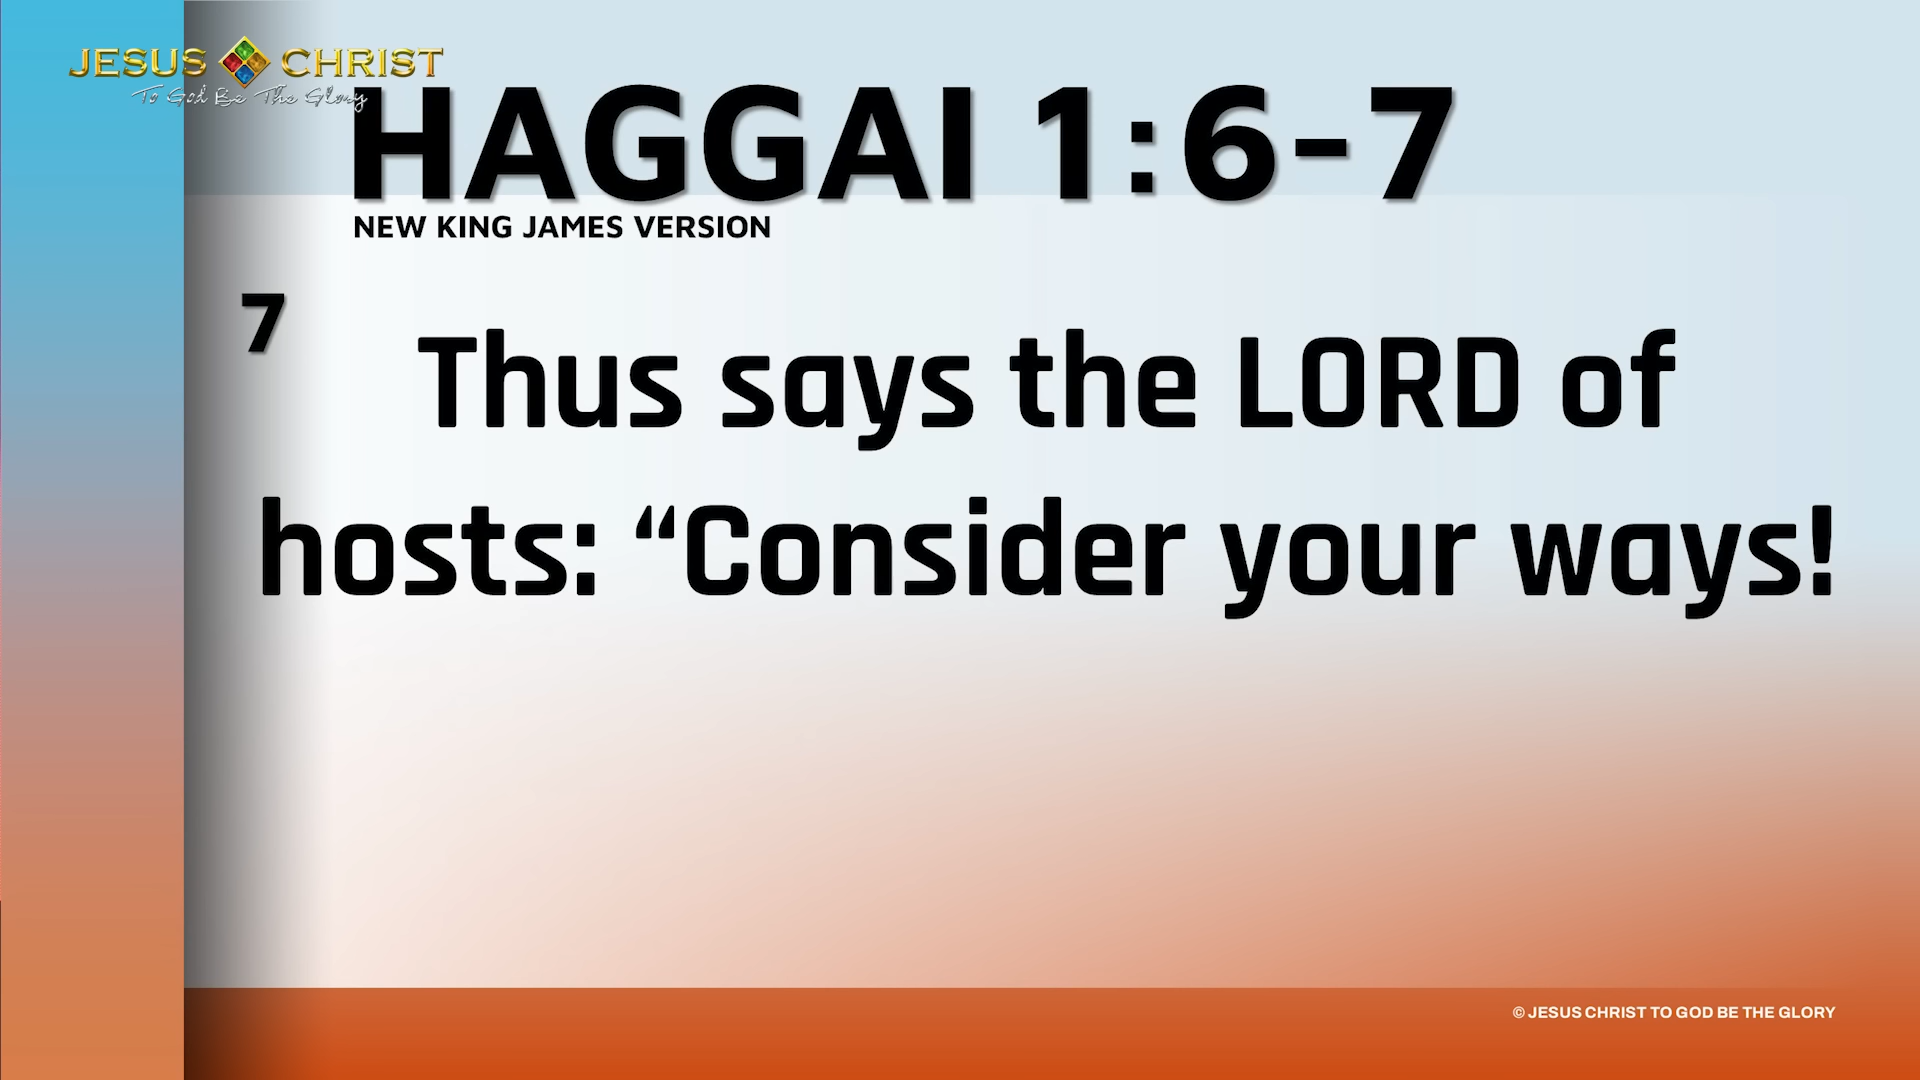 JESUS CHRIST
To God Be The Glory
HAGGAI 1:6-7
NEW KING JAMES VERSION
7
Thus says the LORD of
hosts: “Consider your ways!
© JESUS CHRIST TO GOD BE THE GLORY